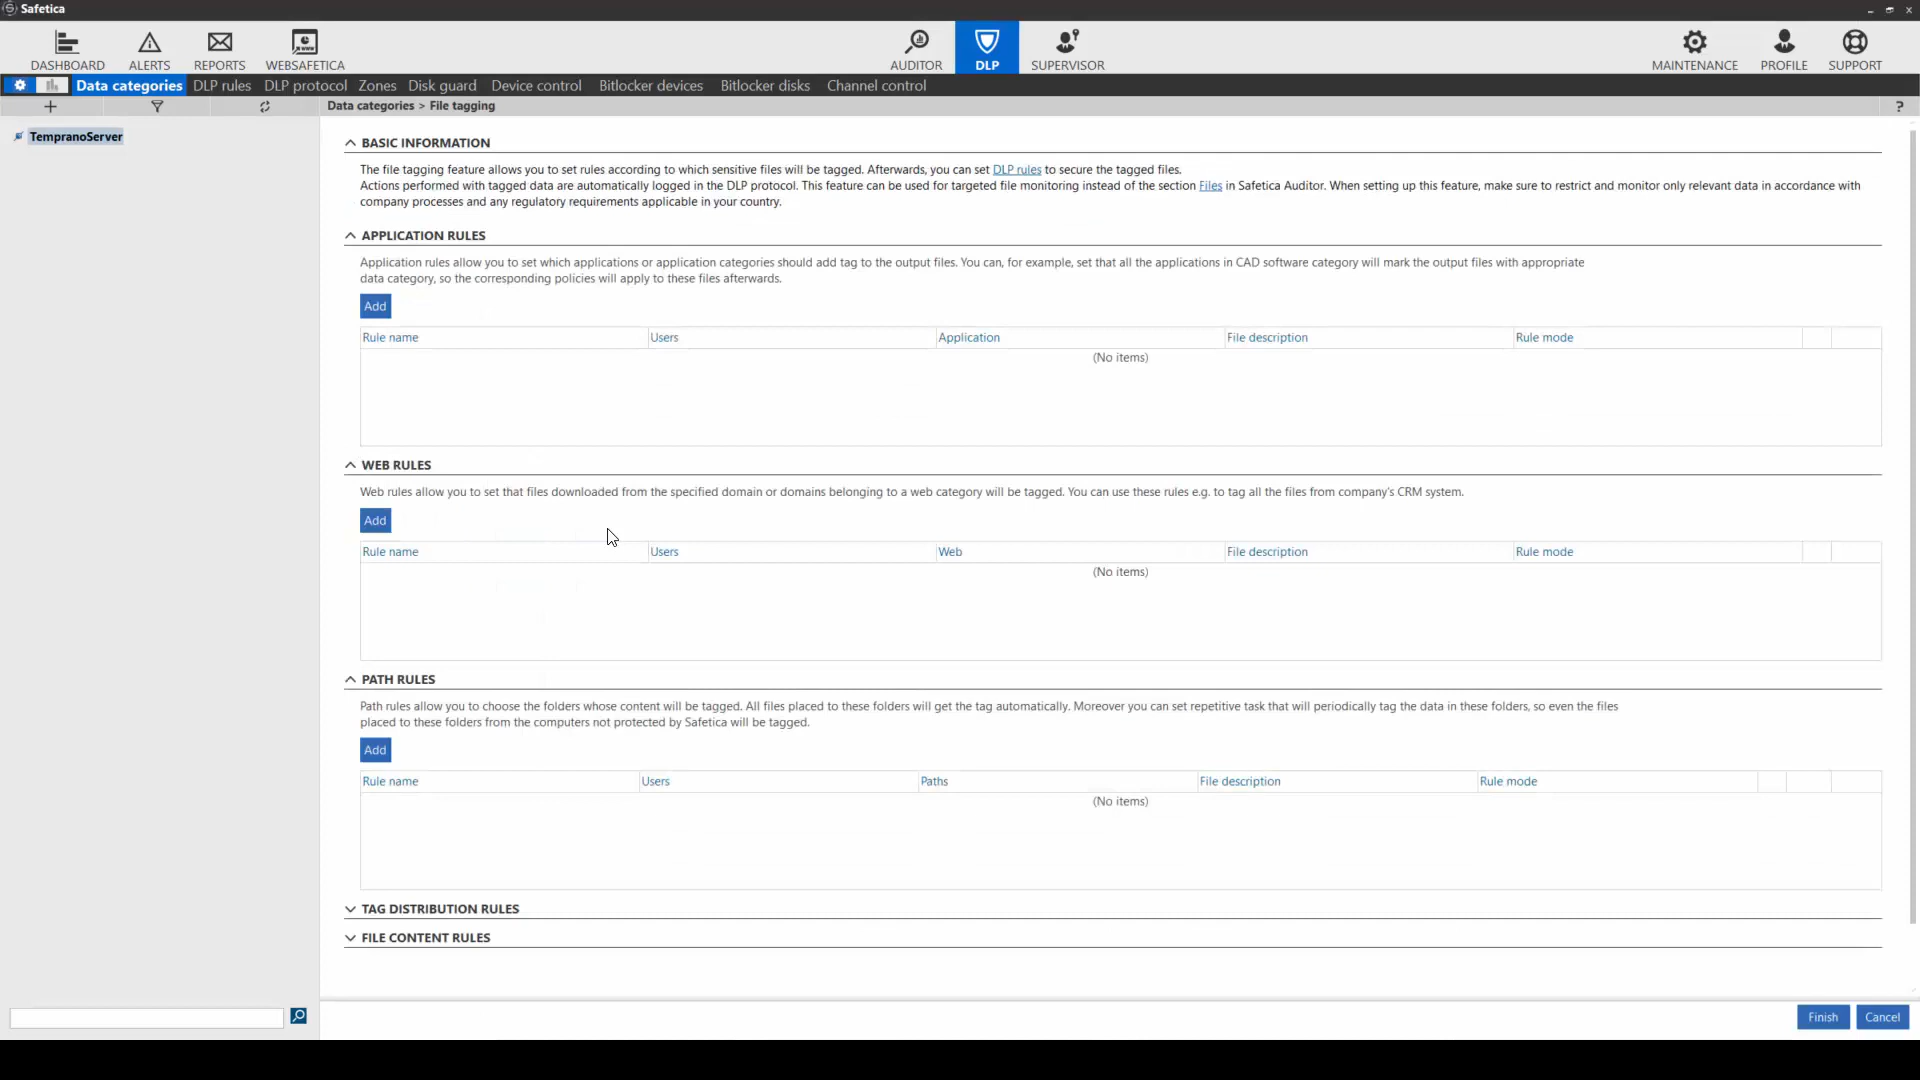 Safetica
DASHBOARD ALERTS REPORTS WEBSAFETICA AUDITOR DLP SUPERVISOR MAINTENANCE PROFILE SUPPORT
Data categories DLP rules DLP protocol Zones Disk guard Device control Bitlocker devices Bitlocker disks Channel control
Data categories > File tagging ?
TempranoServer
BASIC INFORMATION
The file tagging feature allows you to set rules according to which sensitive files will be tagged. Afterwards, you can set DLP rules to secure the tagged files.
Actions performed with tagged data are automatically logged in the DLP protocol. This feature can be used for targeted file monitoring instead of the section Files in Safetica Auditor. When setting up this feature, make sure to restrict and monitor only relevant data in accordance with
company processes and any regulatory requirements applicable in your country.
APPLICATION RULES
Application rules allow you to set which applications or application categories should add tag to the output files. You can, for example, set that all the applications in CAD software category will mark the output files with appropriate
data category, so the corresponding policies will apply to these files afterwards.
Add
Rule name Users Application File description Rule mode
(No items)
WEB RULES
Web rules allow you to set that files downloaded from the specified domain or domains belonging to a web category will be tagged. You can use these rules e.g. to tag all the files from company's CRM system.
Add
Rule name Users Web File description Rule mode
(No items)
PATH RULES
Path rules allow you to choose the folders whose content will be tagged. All files placed to these folders will get the tag automatically. Moreover you can set repetitive task that will periodically tag the data in these folders, so even the files
placed to these folders from the computers not protected by Safetica will be tagged.
Add
Rule name Users Paths File description Rule mode
(No items)
TAG DISTRIBUTION RULES
FILE CONTENT RULES
Finish Cancel